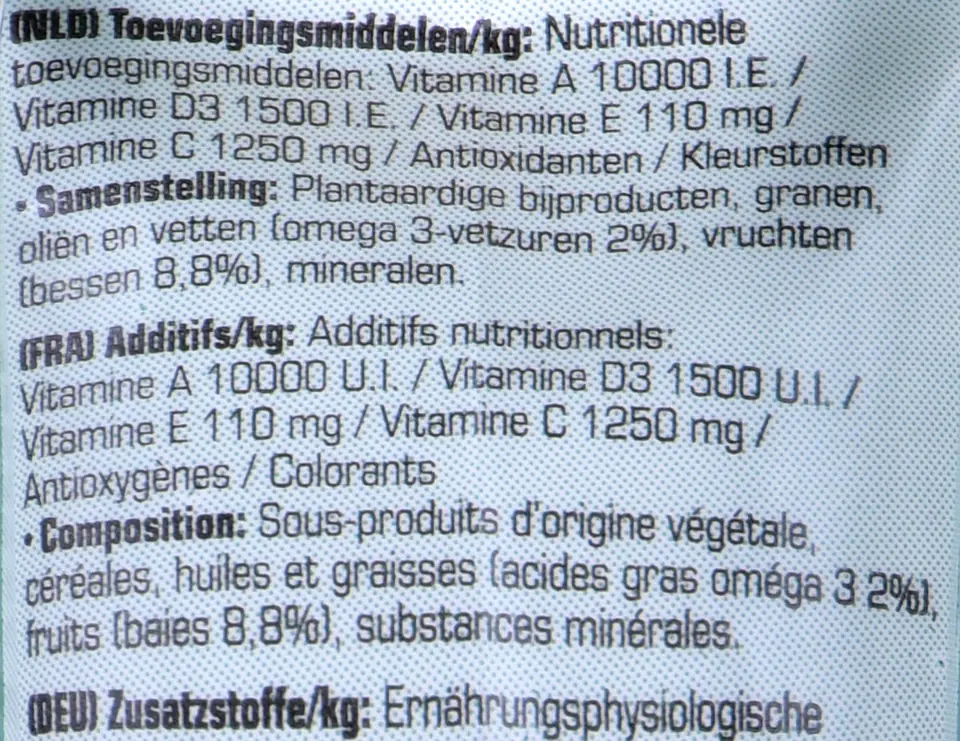 (NLD) Toevoegingsmiddelen/kg: Nutritionele
toevoegingsmiddelen: Vitamine A 10000 I.E. /
Vitamine D3 1500 I.E. / Vitamine E 110 mg /
Vitamine C 1250 mg / Antioxidanten / Kleurstoffen
• Samenstelling: Plantaardige bijproducten, granen,
oliën en vetten (omega 3-vetzuren 2%), vruchten
(bessen 8,8%), mineralen.
(FRA) Additifs/kg: Additifs nutritionnels:
Vitamine A 10000 U.I. / Vitamine D3 1500 U.I. /
Vitamine E 110 mg / Vitamine C 1250 mg /
Antioxygènes / Colorants
• Composition: Sous-produits d'origine végétale,
céréales, huiles et graisses (acides gras oméga 3 2%),
fruits (baies 8,8%), substances minérales.
(DEU) Zusatzstoffe/kg: Ernährungsphysiologische